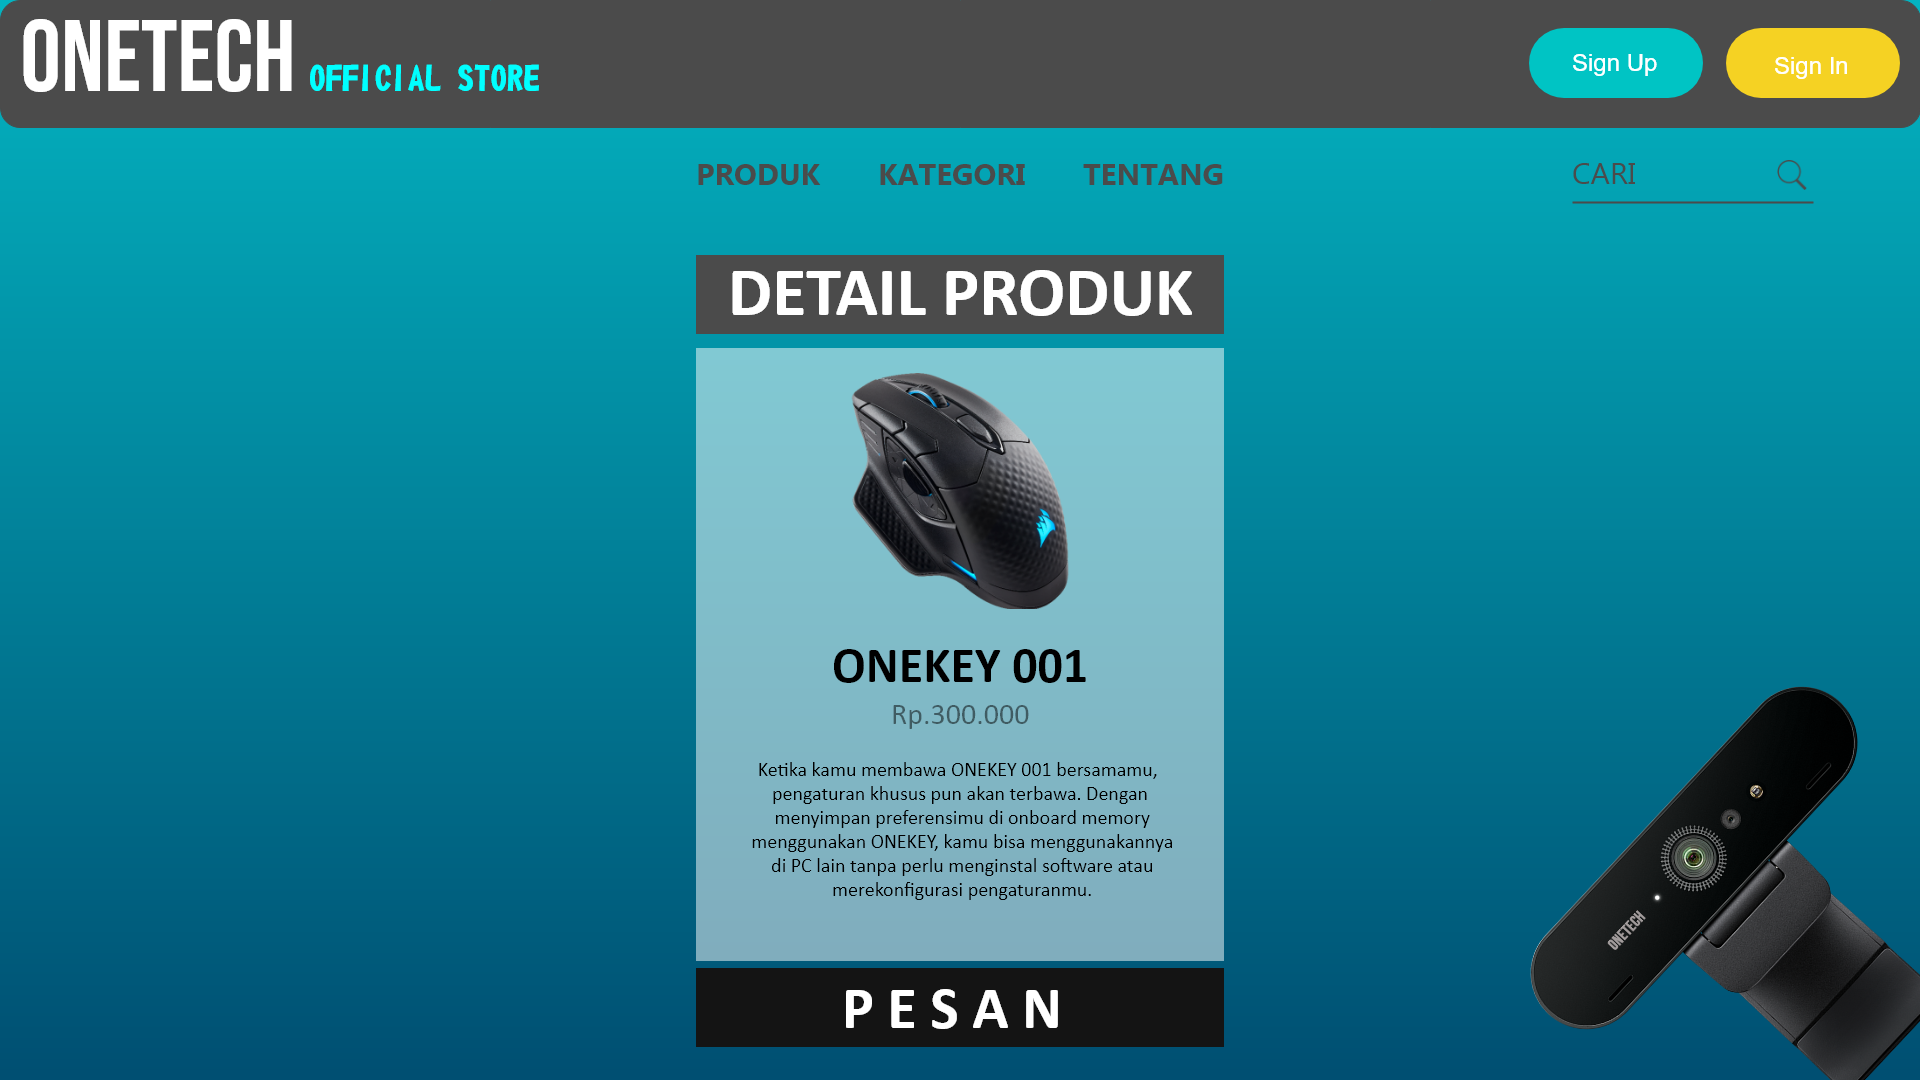 ONETECH OFFICIAL STORE
Sign Up
Sign In
PRODUK KATEGORI TENTANG
CARI
DETAIL PRODUK
ONEKEY 001
Rp.300.000
Ketika kamu membawa ONEKEY 001 bersamamu,
pengaturan khusus pun akan terbawa. Dengan
menyimpan preferensimu di onboard memory
menggunakan ONEKEY, kamu bisa menggunakannya
di PC lain tanpa perlu menginstal software atau
merekonfigurasi pengaturanmu.
ONETECH
PESAN